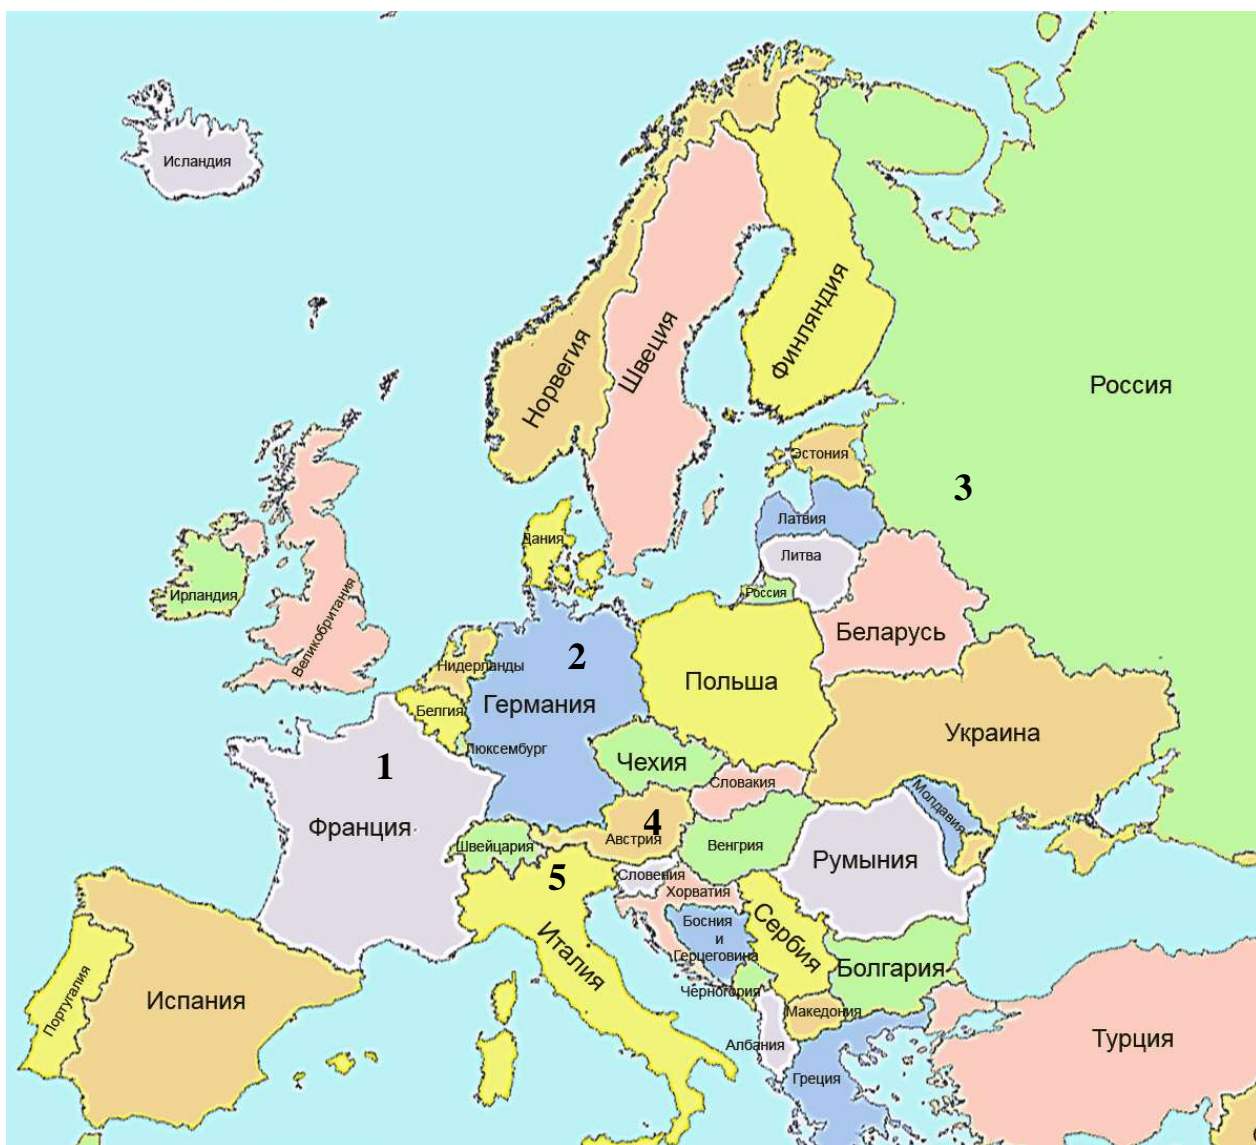 Исландия
Норвегия
Швеция
Финляндия
Россия
Эстония
3
Латвия
Дания
Литва
Россия
Ирландия
Великобритания
Беларусь
2
Нидерланды
Польша
Германия
Белгия
Украина
Люксембург
Чехия
1
Словакия
Молдавия
4
Франция
Австрия
Швейцария
Венгрия
Румыния
5
Словения
Хорватия
Босния
и
Герцеговина
Сербия
Италия
Болгария
Португалия
Испания
Черногория
Македония
Албания
Турция
Греция